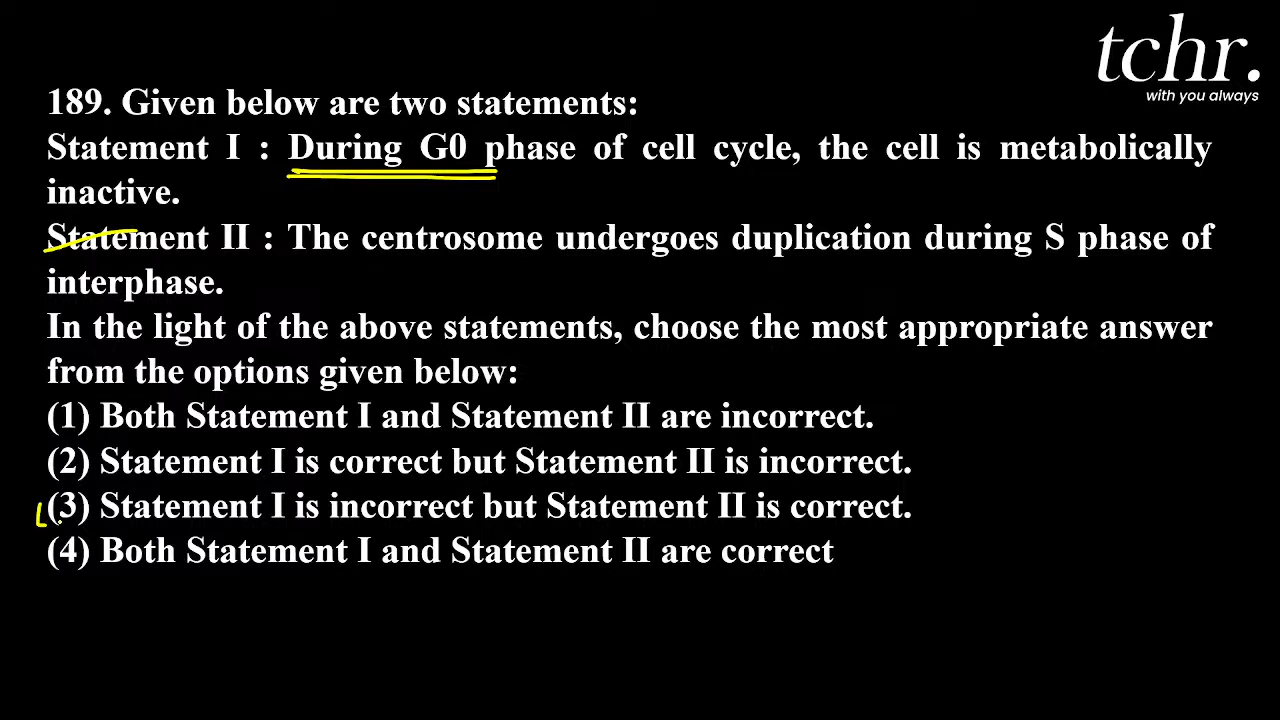 tchr.
with you always
189. Given below are two statements:
Statement I : During G0 phase of cell cycle, the cell is metabolically
inactive.
Statement II : The centrosome undergoes duplication during S phase of
interphase.
In the light of the above statements, choose the most appropriate answer
from the options given below:
(1) Both Statement I and Statement II are incorrect.
(2) Statement I is correct but Statement II is incorrect.
(3) Statement I is incorrect but Statement II is correct.
(4) Both Statement I and Statement II are correct